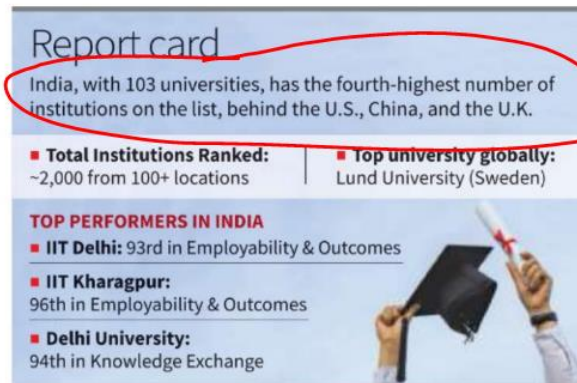 Report card
India, with 103 universities, has the fourth-highest number of
institutions on the list, behind the U.S., China, and the U.K.
■ Total Institutions Ranked:
~2,000 from 100+ locations
■ Top university globally:
Lund University (Sweden)
TOP PERFORMERS IN INDIA
■ IIT Delhi: 93rd in Employability & Outcomes
■ IIT Kharagpur:
96th in Employability & Outcomes
■ Delhi University:
94th in Knowledge Exchange